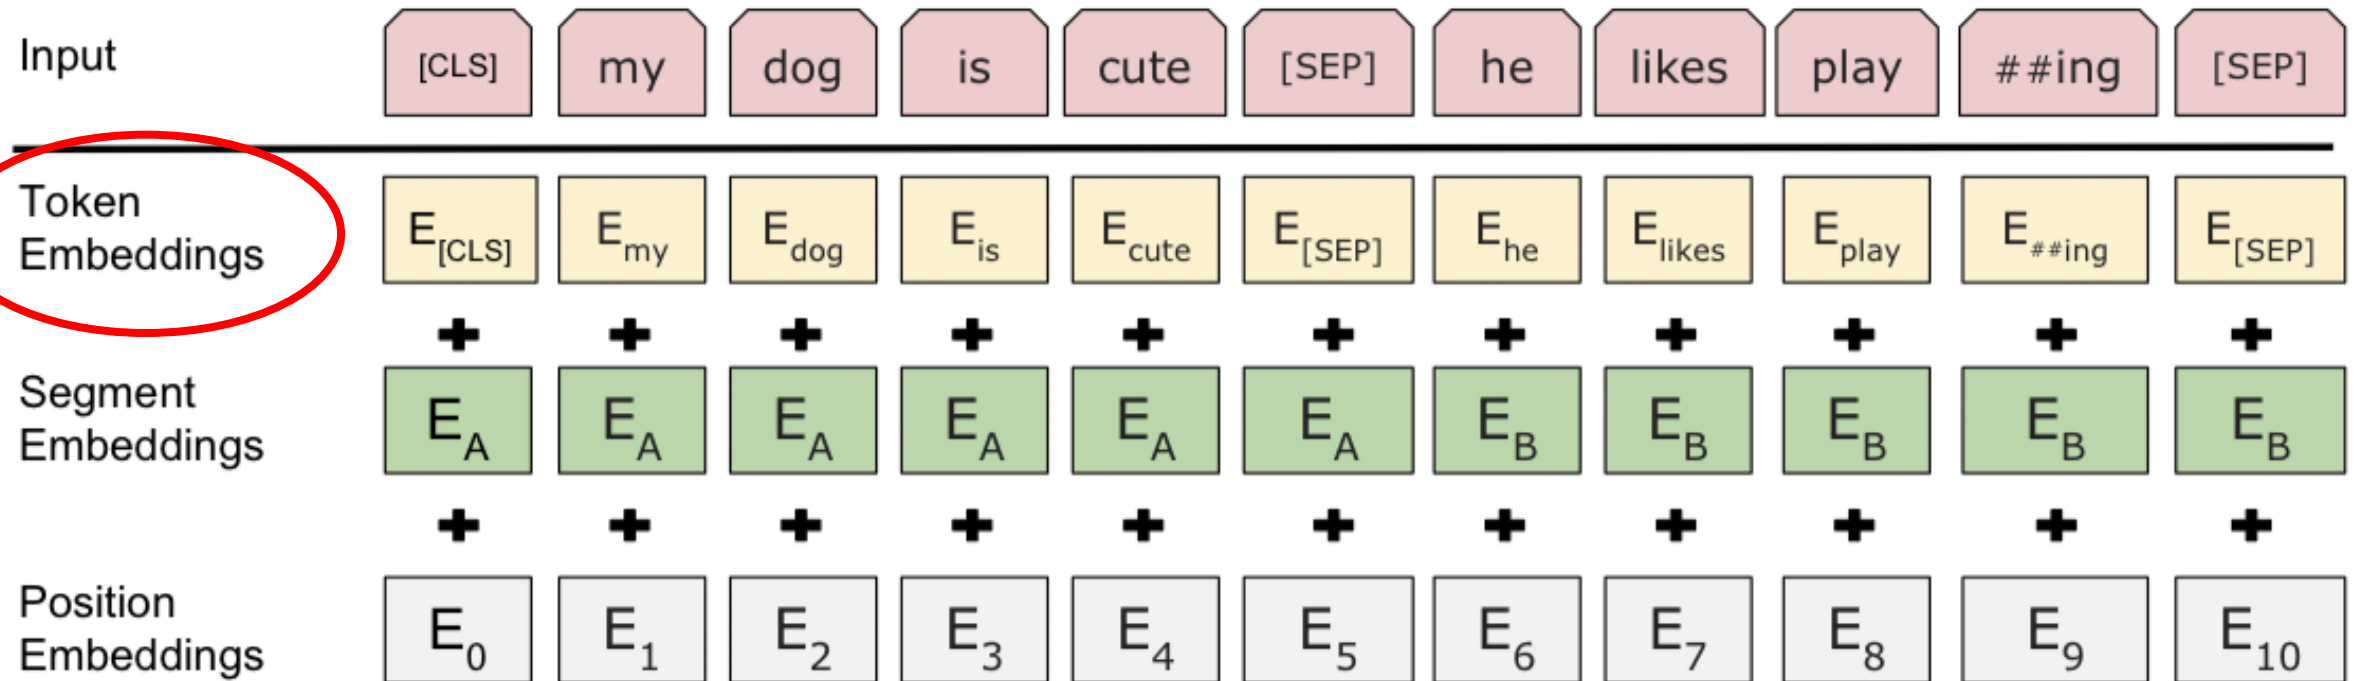 Input [CLS] my dog is cute [SEP] he likes play ##ing [SEP]
Token Embeddings E[CLS] Emy Edog Eis Ecute E[SEP] Ehe Elikes Eplay E##ing E[SEP]
+ + + + + + + + + + +
Segment Embeddings EA EA EA EA EA EA EB EB EB EB EB
+ + + + + + + + + + +
Position Embeddings E0 E1 E2 E3 E4 E5 E6 E7 E8 E9 E10